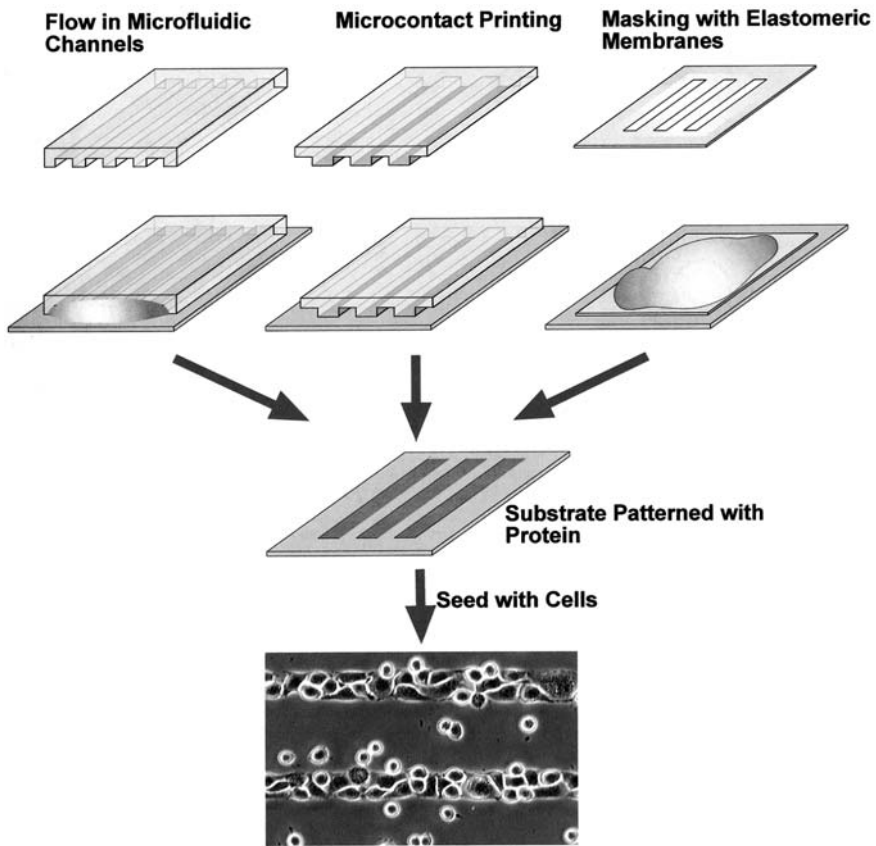 Flow in Microfluidic
Channels
Microcontact Printing
Masking with Elastomeric
Membranes
Substrate Patterned with
Protein
Seed with Cells